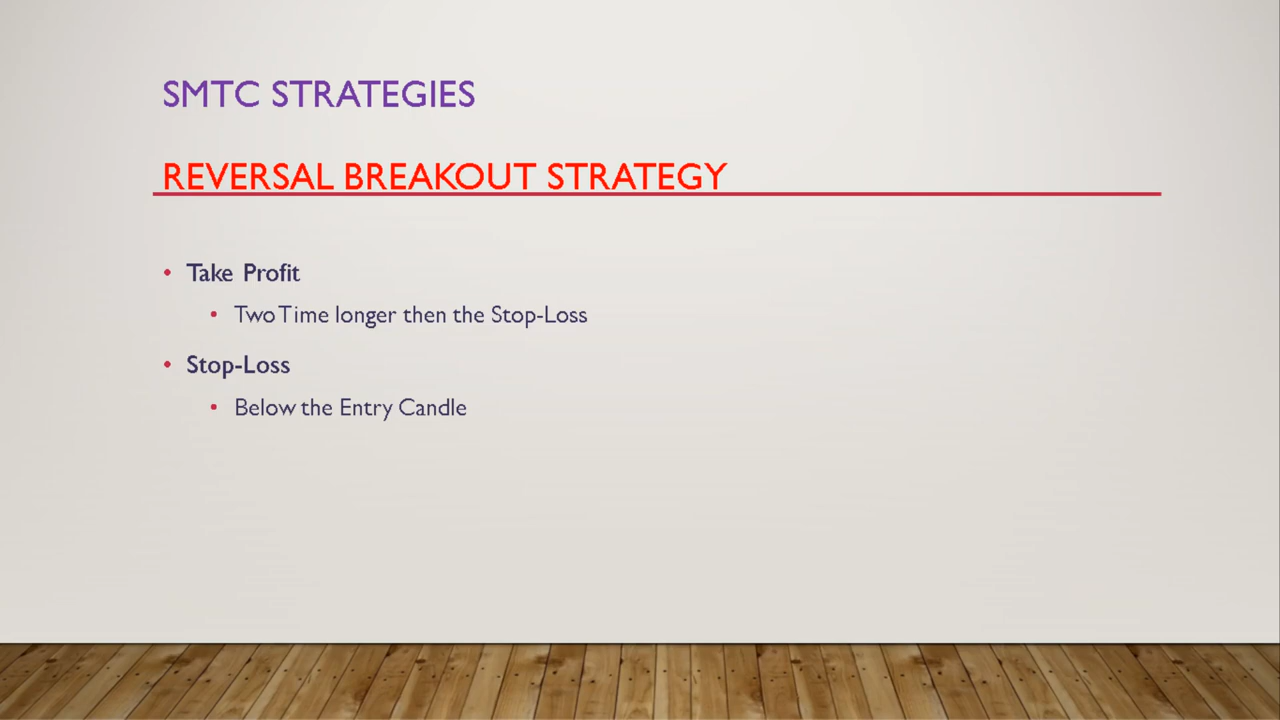 SMTC STRATEGIES
REVERSAL BREAKOUT STRATEGY
• Take Profit
• Two Time longer then the Stop-Loss
• Stop-Loss
• Below the Entry Candle